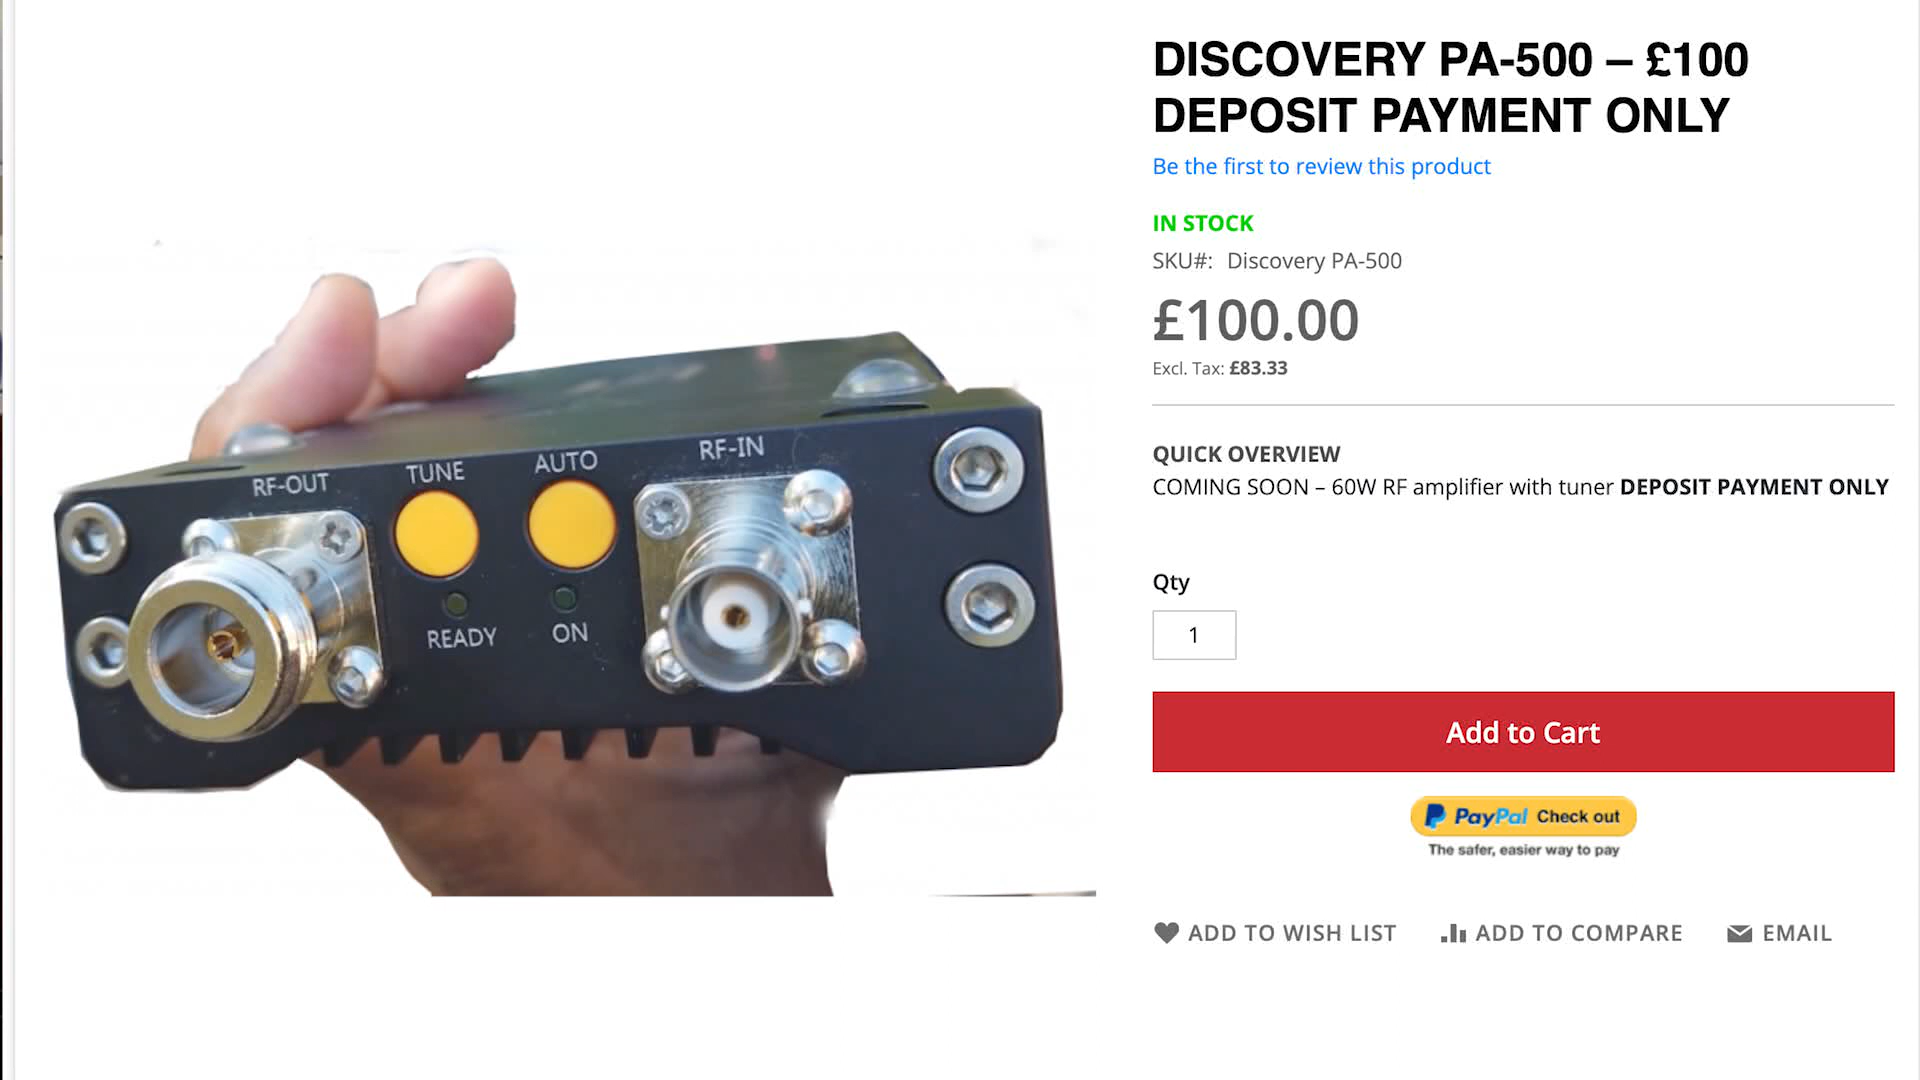 DISCOVERY PA-500 – £100
DEPOSIT PAYMENT ONLY
Be the first to review this product
IN STOCK
SKU#: Discovery PA-500
£100.00
Excl. Tax: £83.33
QUICK OVERVIEW
COMING SOON – 60W RF amplifier with tuner DEPOSIT PAYMENT ONLY
Qty
1
Add to Cart
PayPal Check out
The safer, easier way to pay
ADD TO WISH LIST
ADD TO COMPARE
EMAIL
RF-OUT
TUNE
AUTO
RF-IN
READY
ON